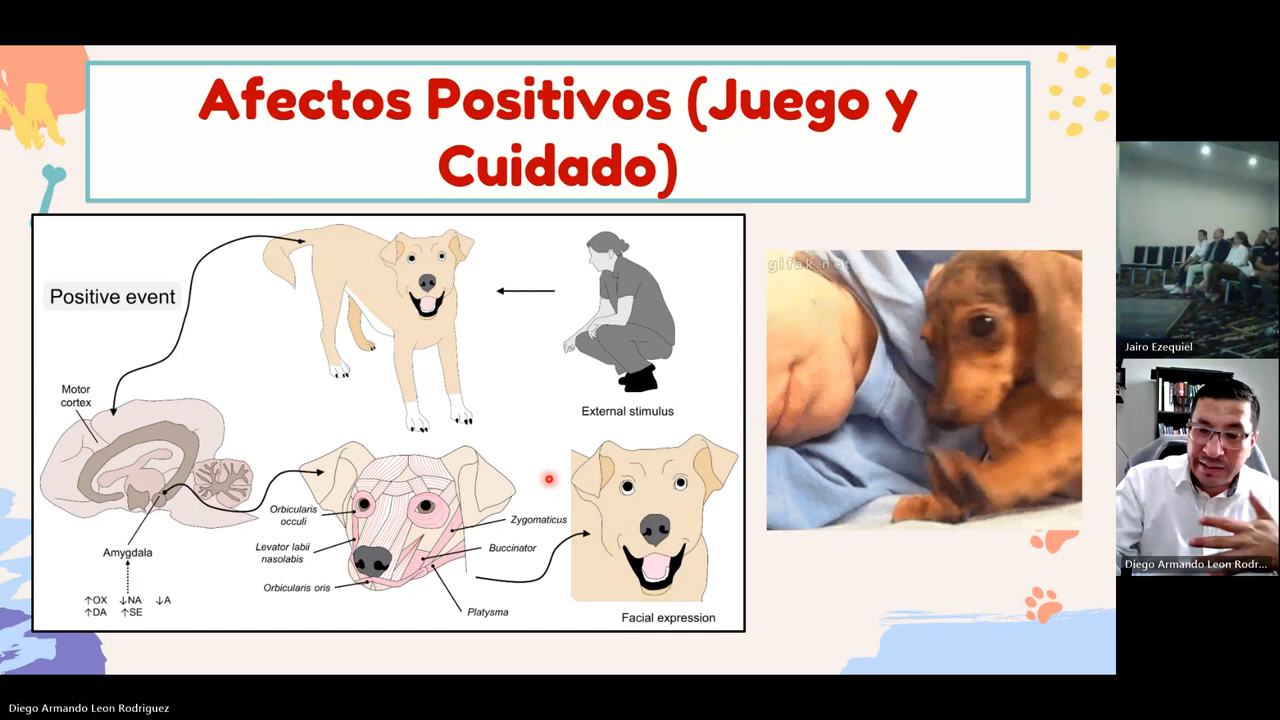 Afectos Positivos (Juego y
Cuidado)
Positive event
External stimulus
Motor
cortex
Amygdala
↑OX ↓NA ↓A
↑DA ↑SE
Orbicularis
occuli
Levator labii
nasolabis
Orbicularis oris
Zygomaticus
Buccinator
Platysma
Facial expression
gifak.net
Jairo Ezequiel
Diego Armando Leon Rodr...
Diego Armando Leon Rodriguez